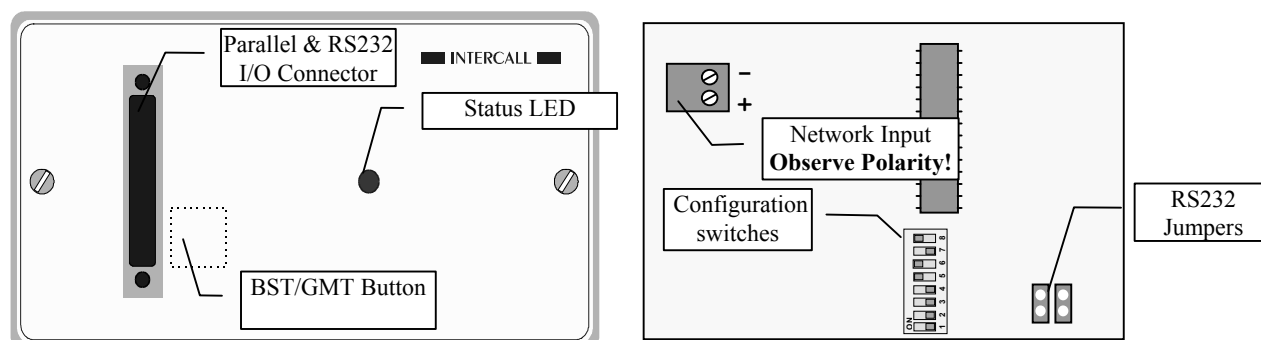 Parallel & RS232
I/O Connector
INTERCALL
Status LED
BST/GMT Button
-
+
Network Input
Observe Polarity!
Configuration
switches
8
7
6
5
4
3
2
1
ON
RS232
Jumpers